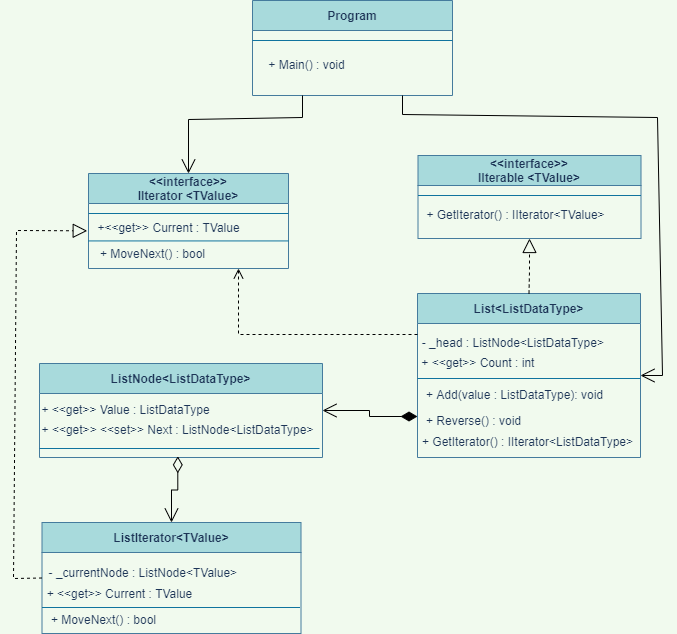 Program
+ Main() : void
<<interface>>
IIterator <TValue>
+<<get>> Current : TValue
+ MoveNext() : bool
<<interface>>
IIterable <TValue>
+ GetIterator() : IIterator<TValue>
List<ListDataType>
- _head : ListNode<ListDataType>
+ <<get>> Count : int
+ Add(value : ListDataType): void
+ Reverse() : void
+ GetIterator() : IIterator<ListDataType>
ListNode<ListDataType>
+ <<get>> Value : ListDataType
+ <<get>> <<set>> Next : ListNode<ListDataType>
ListIterator<TValue>
- _currentNode : ListNode<TValue>
+ <<get>> Current : TValue
+ MoveNext() : bool